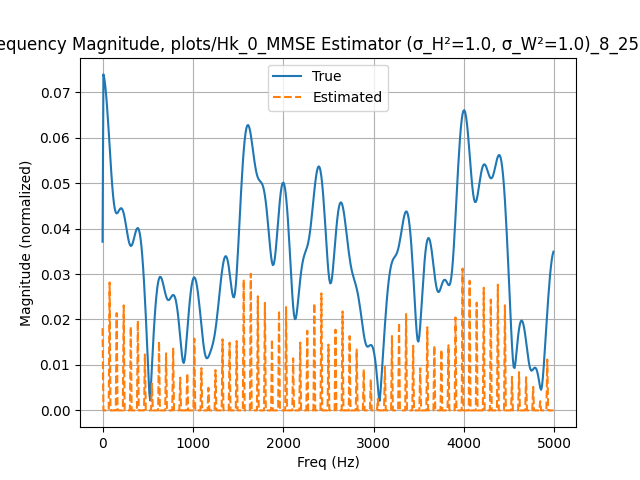 equency Magnitude, plots/Hk_0_MMSE Estimator (σ_H²=1.0, σ_W²=1.0)_8_25
True
Estimated
Magnitude (normalized)
0.07
0.06
0.05
0.04
0.03
0.02
0.01
0.00
0 1000 2000 3000 4000 5000
Freq (Hz)